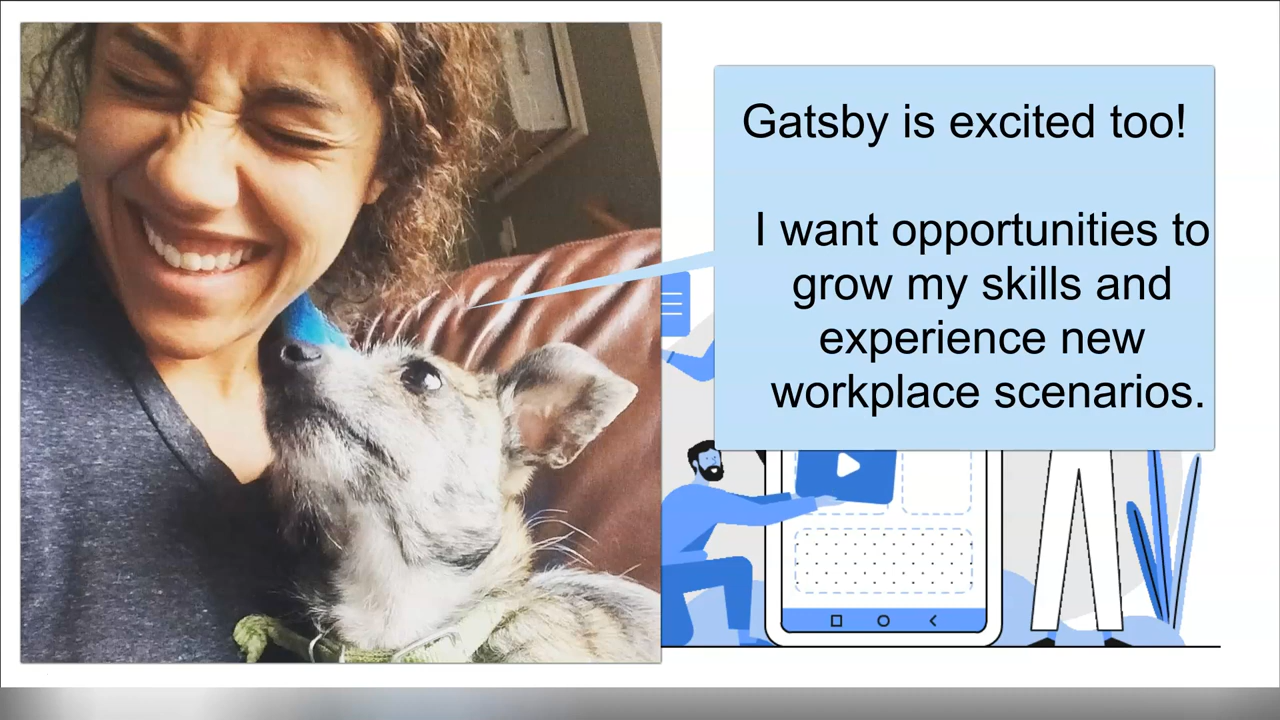 Gatsby is excited too!
I want opportunities to
grow my skills and
experience new
workplace scenarios.